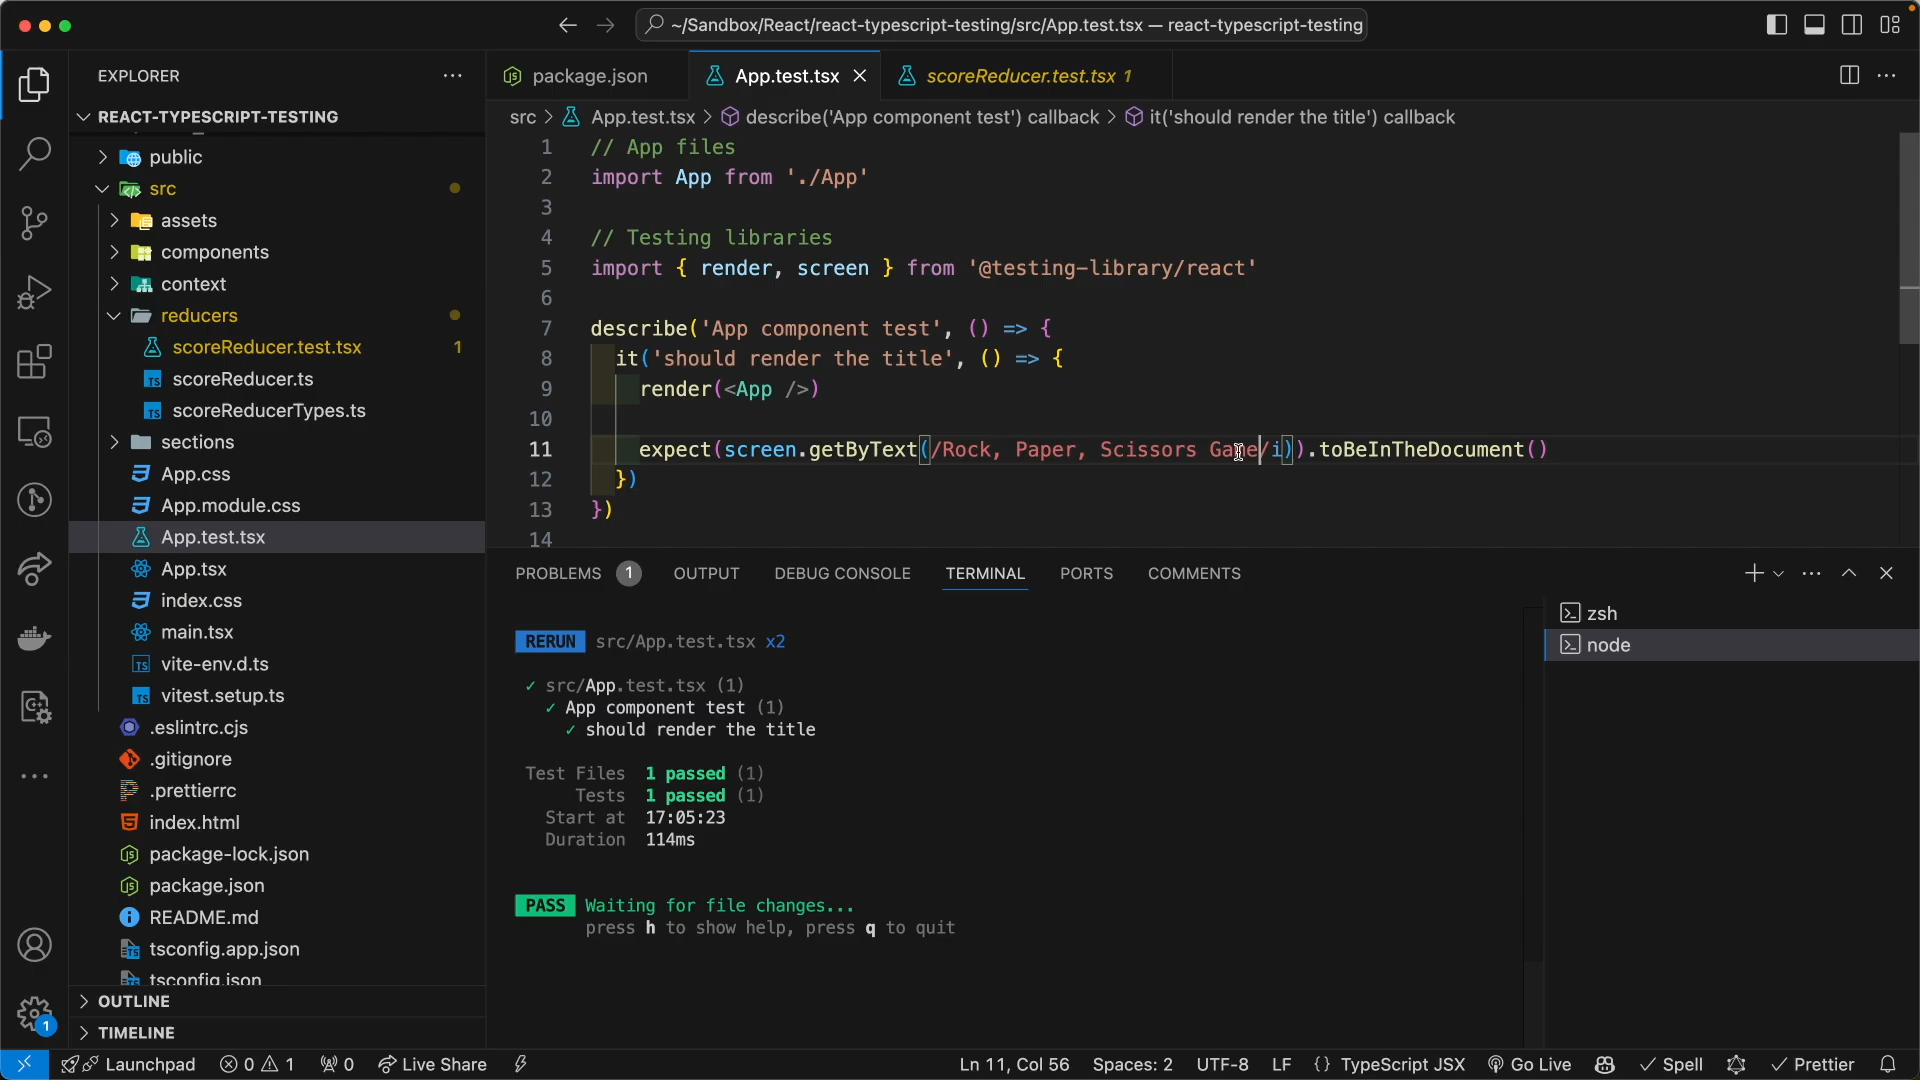 ~/Sandbox/React/react-typescript-testing/src/App.test.tsx — react-typescript-testing
EXPLORER
REACT-TYPESCRIPT-TESTING
public
src
assets
components
context
reducers
scoreReducer.test.tsx 1
scoreReducer.ts
scoreReducerTypes.ts
sections
App.css
App.module.css
App.test.tsx
App.tsx
index.css
main.tsx
vite-env.d.ts
vitest.setup.ts
.eslintrc.cjs
.gitignore
.prettierrc
index.html
package-lock.json
package.json
README.md
tsconfig.app.json
tsconfig.json
OUTLINE
TIMELINE
1
package.json
App.test.tsx
scoreReducer.test.tsx 1
src > App.test.tsx > describe('App component test') callback > it('should render the title') callback
1 // App files
2 import App from './App'
3
4 // Testing libraries
5 import { render, screen } from '@testing-library/react'
6
7 describe('App component test', () => {
8 it('should render the title', () => {
9 render(<App />)
10
11 expect(screen.getByText(/Rock, Paper, Scissors Game/i)).toBeInTheDocument()
12 })
13 })
14
PROBLEMS 1 OUTPUT DEBUG CONSOLE TERMINAL PORTS COMMENTS
RERUN src/App.test.tsx x2
✓ src/App.test.tsx (1)
✓ App component test (1)
✓ should render the title
Test Files 1 passed (1)
Tests 1 passed (1)
Start at 17:05:23
Duration 114ms
PASS Waiting for file changes...
press h to show help, press q to quit
zsh
node
Launchpad 0 1 0 Live Share Ln 11, Col 56 Spaces: 2 UTF-8 LF {} TypeScript JSX Go Live Spell Prettier